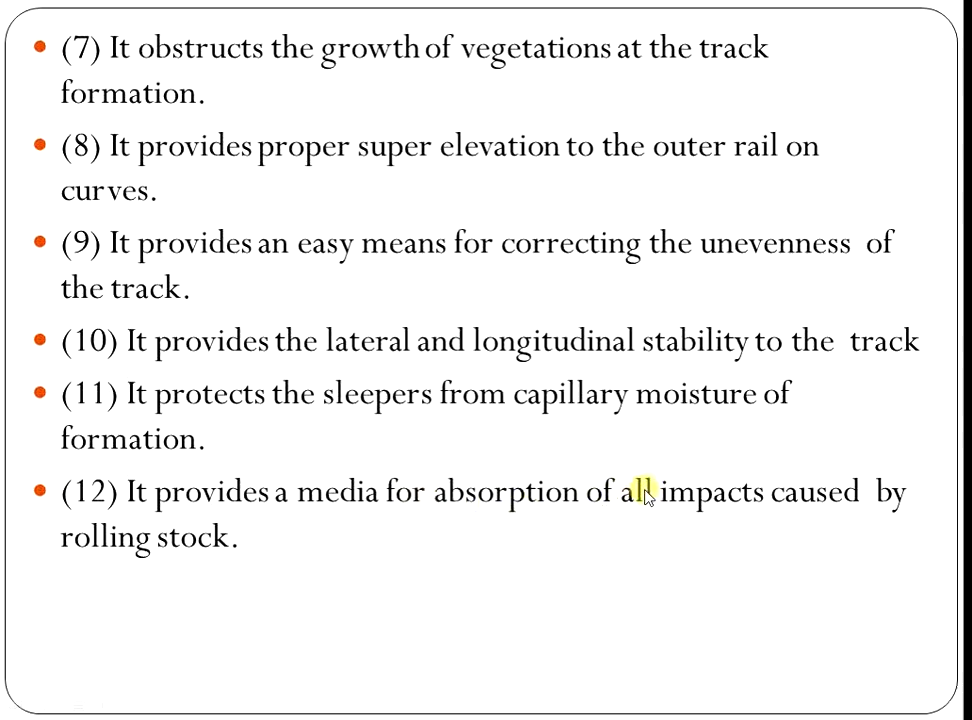 • (7) It obstructs the growth of vegetations at the track
formation.
• (8) It provides proper super elevation to the outer rail on
curves.
• (9) It provides an easy means for correcting the unevenness of
the track.
• (10) It provides the lateral and longitudinal stability to the track
• (11) It protects the sleepers from capillary moisture of
formation.
• (12) It provides a media for absorption of all impacts caused by
rolling stock.